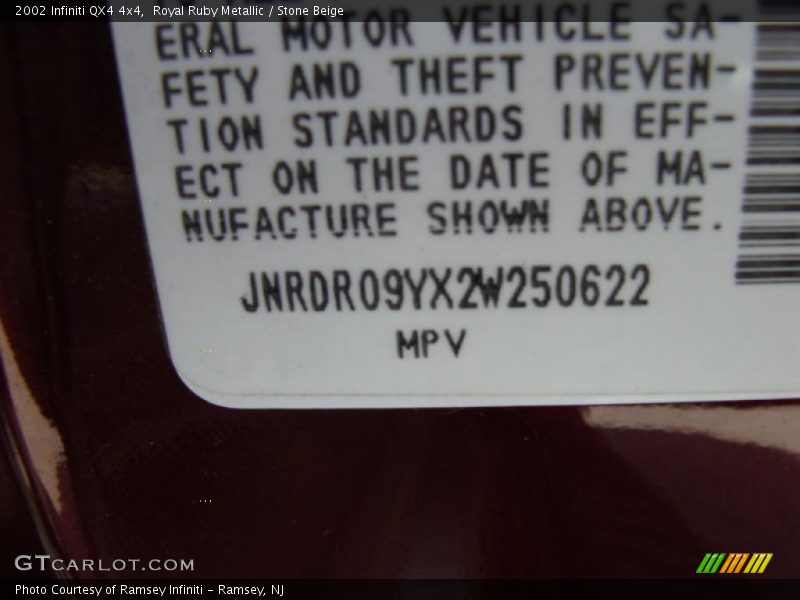 2002 Infiniti QX4 4x4, Royal Ruby Metallic / Stone Beige
ERAL MOTOR VEHICLE SA-
FETY AND THEFT PREVEN-
TION STANDARDS IN EFF-
ECT ON THE DATE OF MA-
NUFACTURE SHOWN ABOVE.
JNRDR09YX2W250622
MPV
GTCARLOT.COM
Photo Courtesy of Ramsey Infiniti - Ramsey, NJ